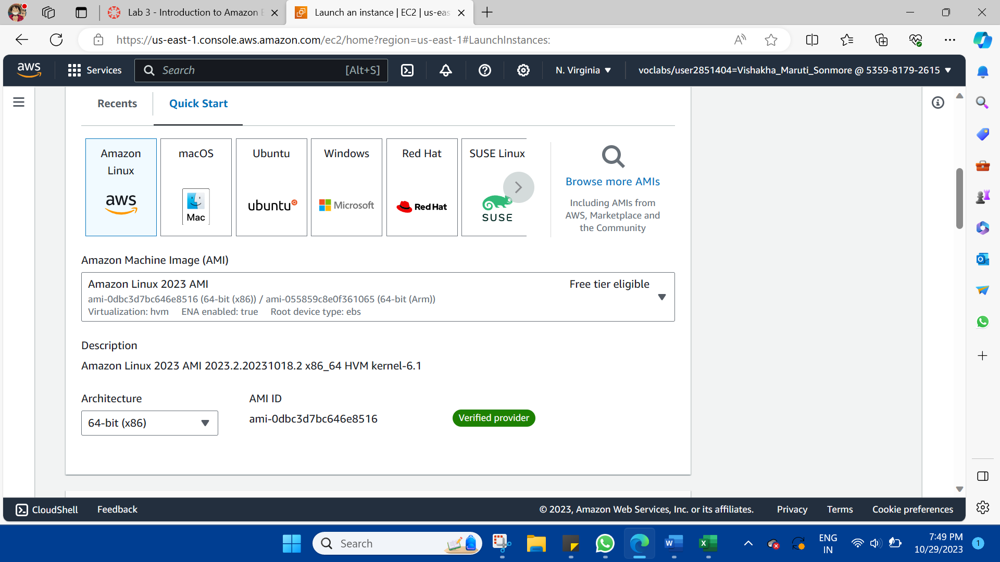 Lab 3 - Introduction to Amazon E
Launch an instance | EC2 | us-eas
https://us-east-1.console.aws.amazon.com/ec2/home?region=us-east-1#LaunchInstances:
aws
Services
Search
[Alt+S]
N. Virginia
voclabs/user2851404=Vishakha_Maruti_Sonmore @ 5359-8179-2615
Recents
Quick Start
Amazon
Linux
aws
macOS
Mac
Ubuntu
ubuntu
Windows
Microsoft
Red Hat
Red Hat
SUSE Linux
SUSE
Browse more AMIs
Including AMIs from
AWS, Marketplace and
the Community
Amazon Machine Image (AMI)
Amazon Linux 2023 AMI
Free tier eligible
ami-0dbc3d7bc646e8516 (64-bit (x86)) / ami-055859c8e0f361065 (64-bit (Arm))
Virtualization: hvm ENA enabled: true Root device type: ebs
Description
Amazon Linux 2023 AMI 2023.2.20231018.2 x86_64 HVM kernel-6.1
Architecture
AMI ID
64-bit (x86)
ami-0dbc3d7bc646e8516
Verified provider
CloudShell
Feedback
© 2023, Amazon Web Services, Inc. or its affiliates.
Privacy
Terms
Cookie preferences
Search
ENG
IN
7:49 PM
10/29/2023
1